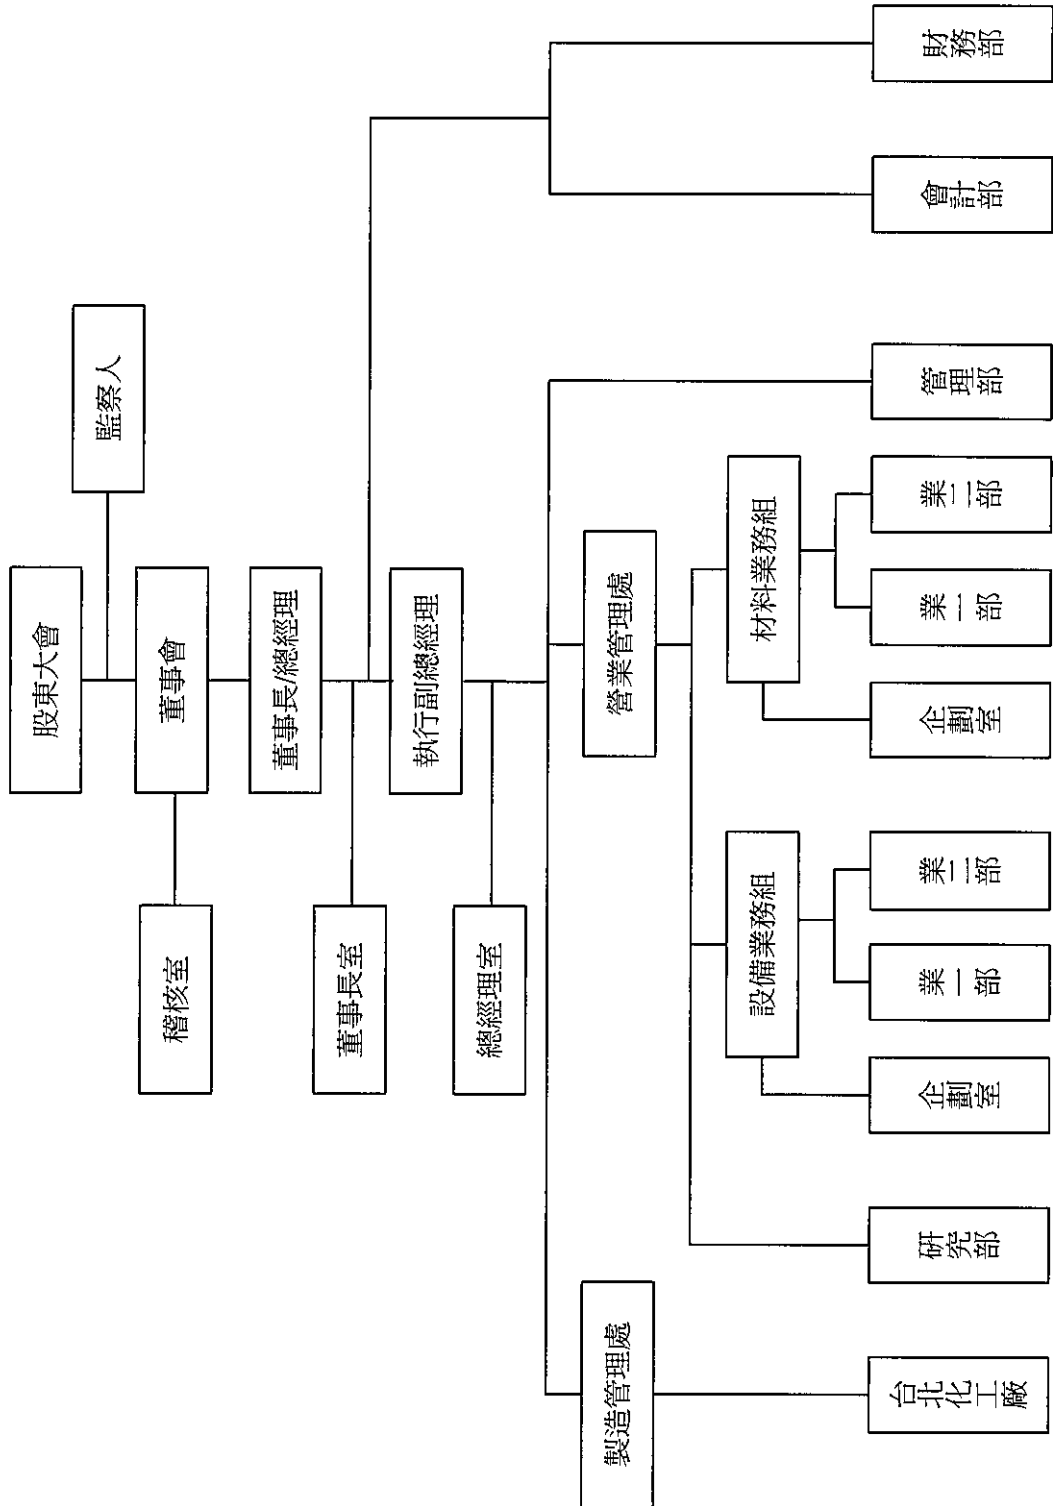 股東大會
監察人
董事會
稽核室
董事長/總經理
董事長室
執行副總經理
總經理室
製造管理處
營業管理處
設備業務組
材料業務組
台北化工廠
研究部
企劃室
業一部
業二部
企劃室
業一部
業二部
管理部
會計部
財務部